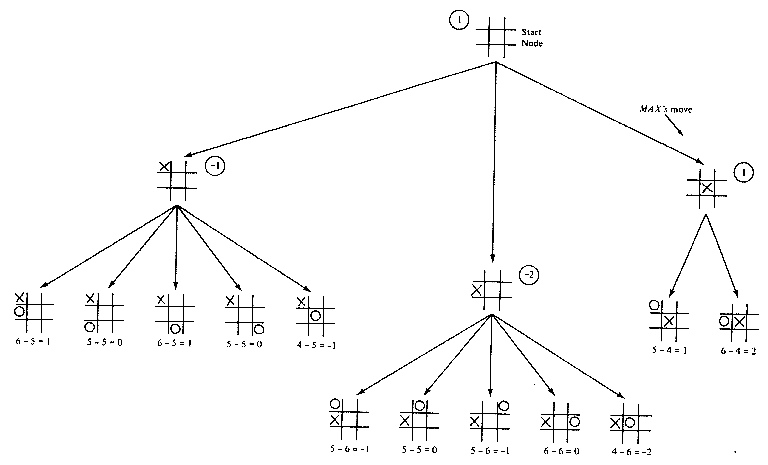 1
Start
Node
MAX's move
X
-1
X
1
X
-2
X
O
X
O
X
O
X
O
X
O
6 - 5 = 1
5 - 5 = 0
6 - 5 = 1
5 - 5 = 0
4 - 5 = -1
O
X
O
X
5 - 4 = 1
6 - 4 = 2
O
X
O
X
O
X
X
O
X
O
5 - 6 = -1
5 - 5 = 0
5 - 6 = -1
6 - 6 = 0
4 - 6 = -2